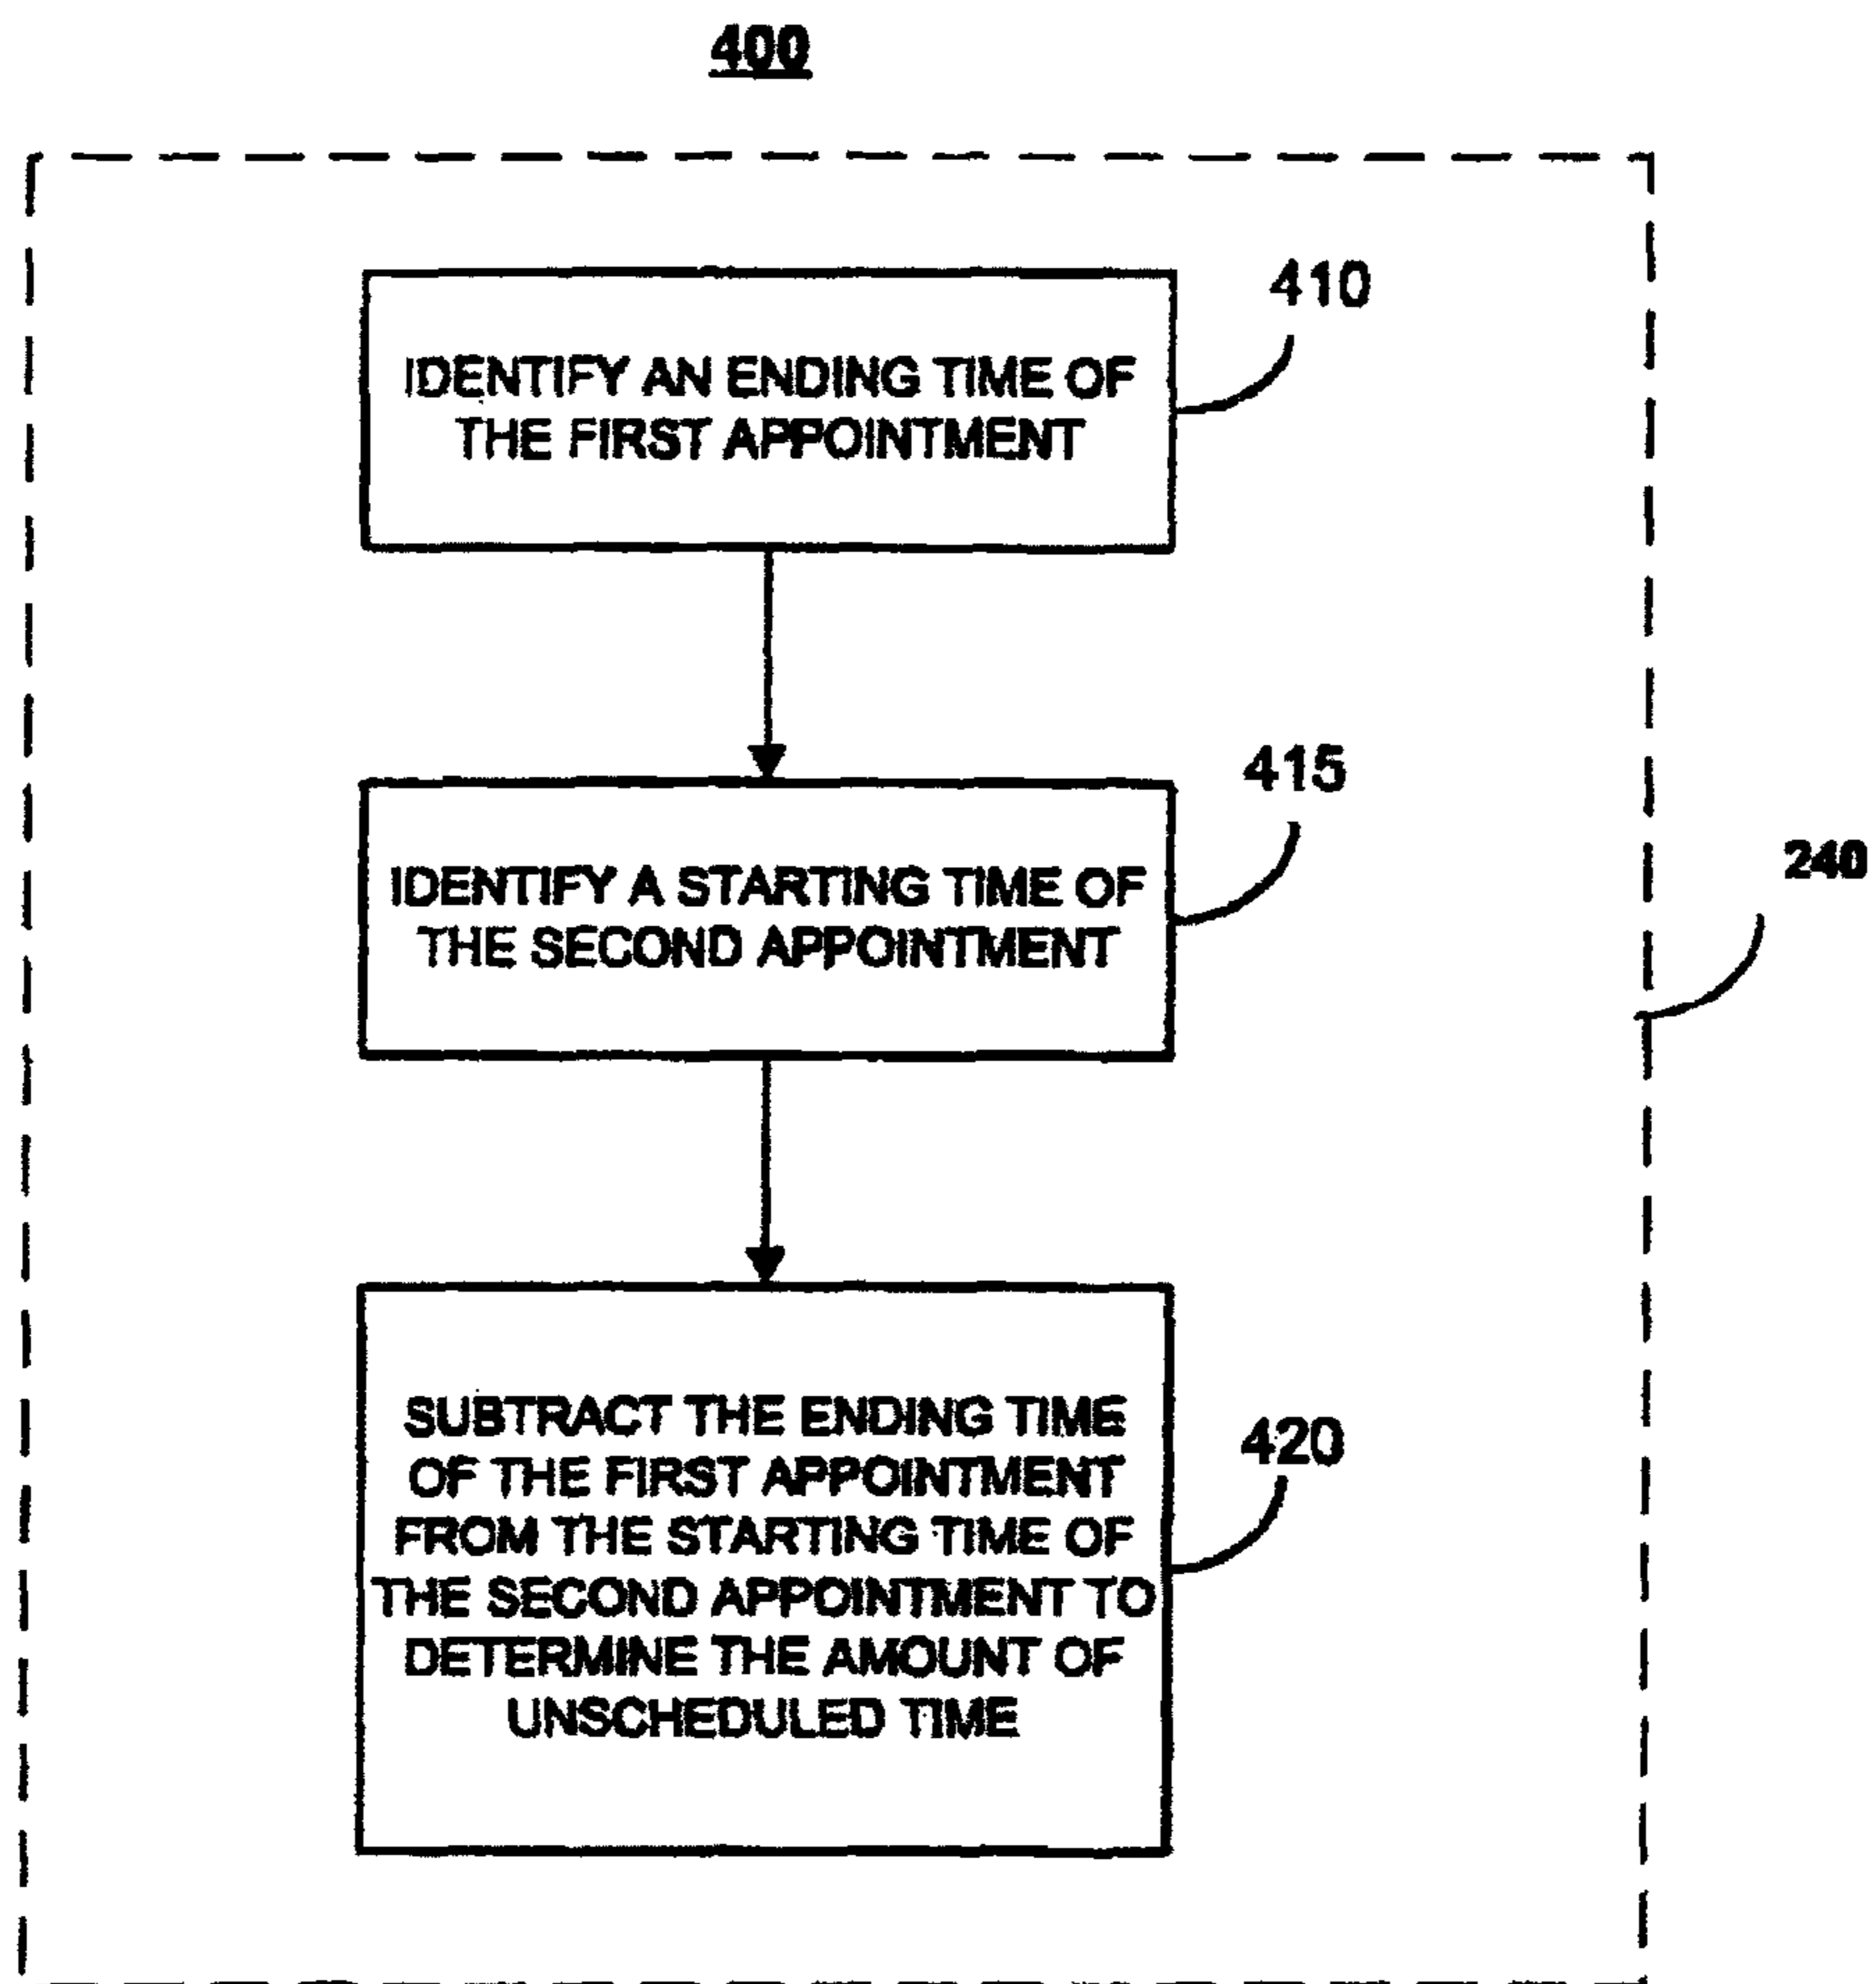 400
410
IDENTIFY AN ENDING TIME OF
THE FIRST APPOINTMENT
415
IDENTIFY A STARTING TIME OF
THE SECOND APPOINTMENT
240
SUBTRACT THE ENDING TIME
OF THE FIRST APPOINTMENT
FROM THE STARTING TIME OF
THE SECOND APPOINTMENT TO
DETERMINE THE AMOUNT OF
UNSCHEDULED TIME
420